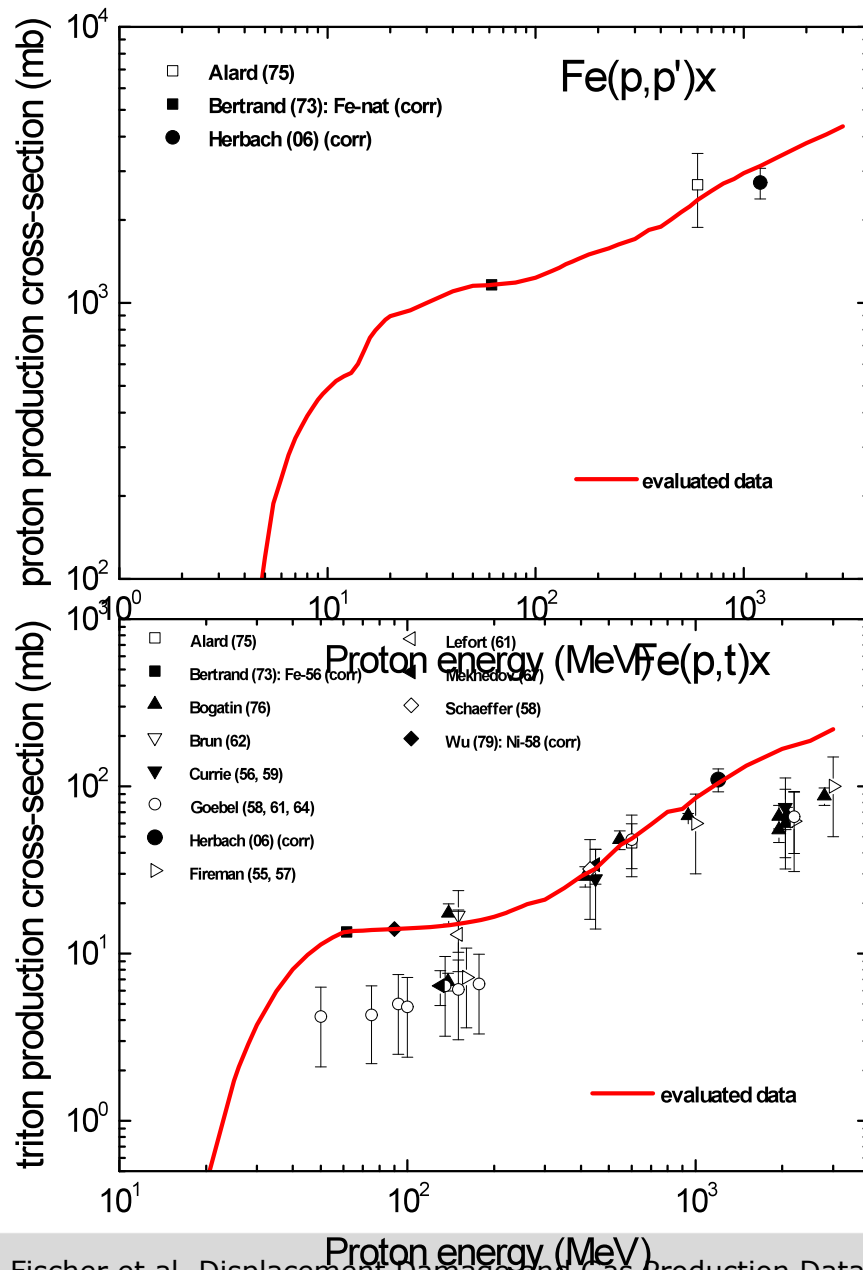 10^4
Fe(p,p')x
Alard (75)
Bertrand (73): Fe-nat (corr)
Herbach (06) (corr)
proton production cross-section (mb)
10^3
evaluated data
10^2
10^0 10^1 10^2 10^3
Proton energy (MeV)
10^3
Fe(p,t)x
Alard (75)
Bertrand (73): Fe-56 (corr)
Bogatin (76)
Brun (62)
Currie (56, 59)
Goebel (58, 61, 64)
Herbach (06) (corr)
Fireman (55, 57)
Lefort (61)
Mekhedov (67)
Schaeffer (58)
Wu (79): Ni-58 (corr)
triton production cross-section (mb)
10^2
10^1
10^0
evaluated data
10^1 10^2 10^3
Proton energy (MeV)
Fischer et al. Displacement Damage and Gas Production Data